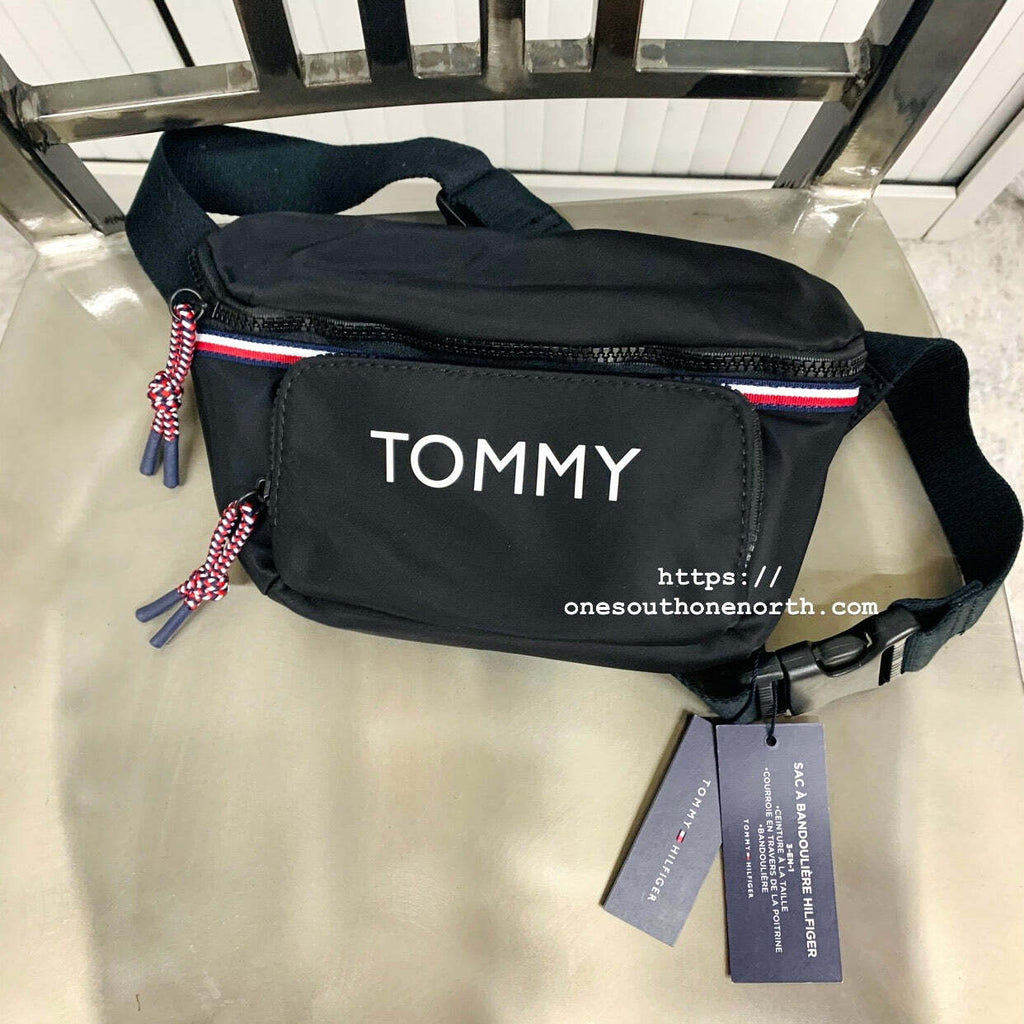 TOMMY
https://
onesouthonenorth.com
TOMMY HILFIGER
SAC À BANDOULIÈRE HILFIGER
3-EN-1
•CEINTURE À LA TAILLE
•COURROIE EN TRAVERS DE LA POITRINE
•BANDOULIÈRE
TOMMY HILFIGER